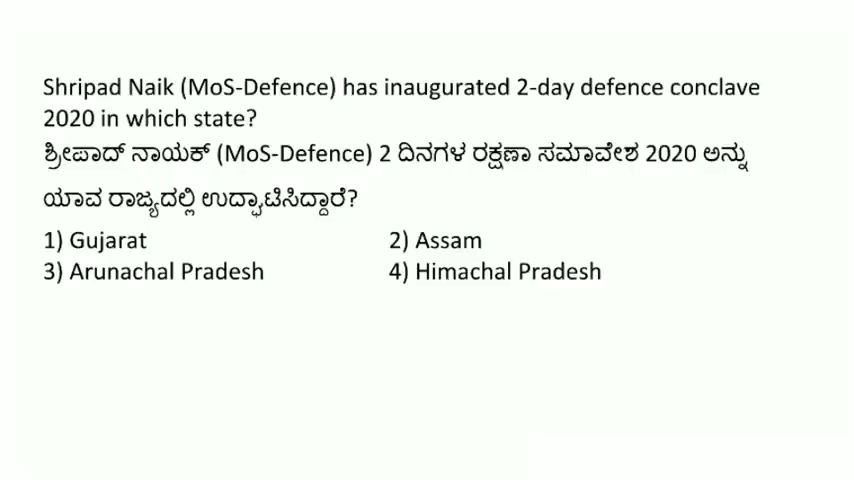 Shripad Naik (MoS-Defence) has inaugurated 2-day defence conclave
2020 in which state?
ಶ್ರೀಪಾದ್ ನಾಯಕ್ (MoS-Defence) 2 ದಿನಗಳ ರಕ್ಷಣಾ ಸಮಾವೇಶ 2020 ಅನ್ನು
ಯಾವ ರಾಜ್ಯದಲ್ಲಿ ಉದ್ಘಾಟಿಸಿದ್ದಾರೆ?
1) Gujarat 2) Assam
3) Arunachal Pradesh 4) Himachal Pradesh